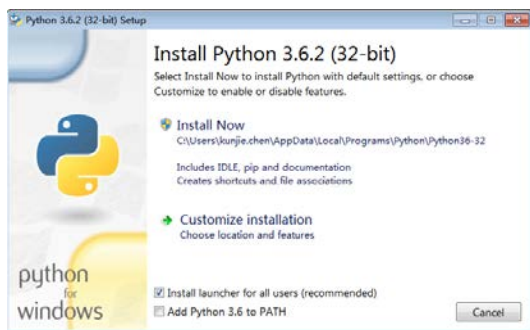 Python 3.6.2 (32-bit) Setup
Install Python 3.6.2 (32-bit)
Select Install Now to install Python with default settings, or choose
Customize to enable or disable features.
Install Now
C:\Users\kunjie.chen\AppData\Local\Programs\Python\Python36-32
Includes IDLE, pip and documentation
Creates shortcuts and file associations
Customize installation
Choose location and features
python
for
windows
Install launcher for all users (recommended)
Add Python 3.6 to PATH
Cancel